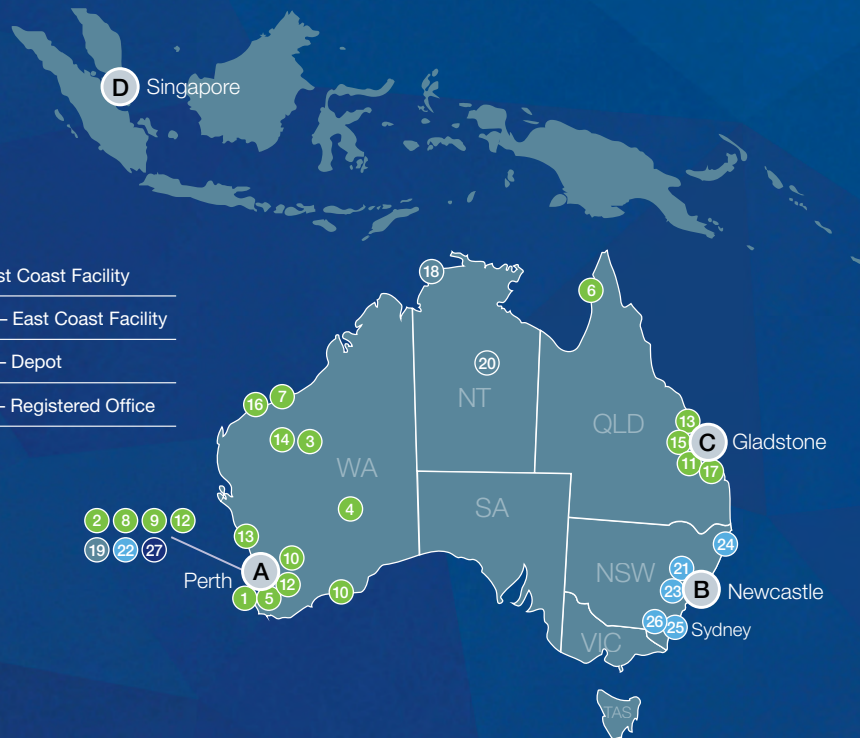 D Singapore
st Coast Facility
– East Coast Facility
– Depot
– Registered Office
18
6
20
NT
16 7
14 3
WA
QLD
13
15 C Gladstone
11 17
SA
4
2 8 9 12
19 22 27
13
Perth A
10
12
1 5
10
24
NSW
21
23 B Newcastle
26 25 Sydney
VIC
TAS